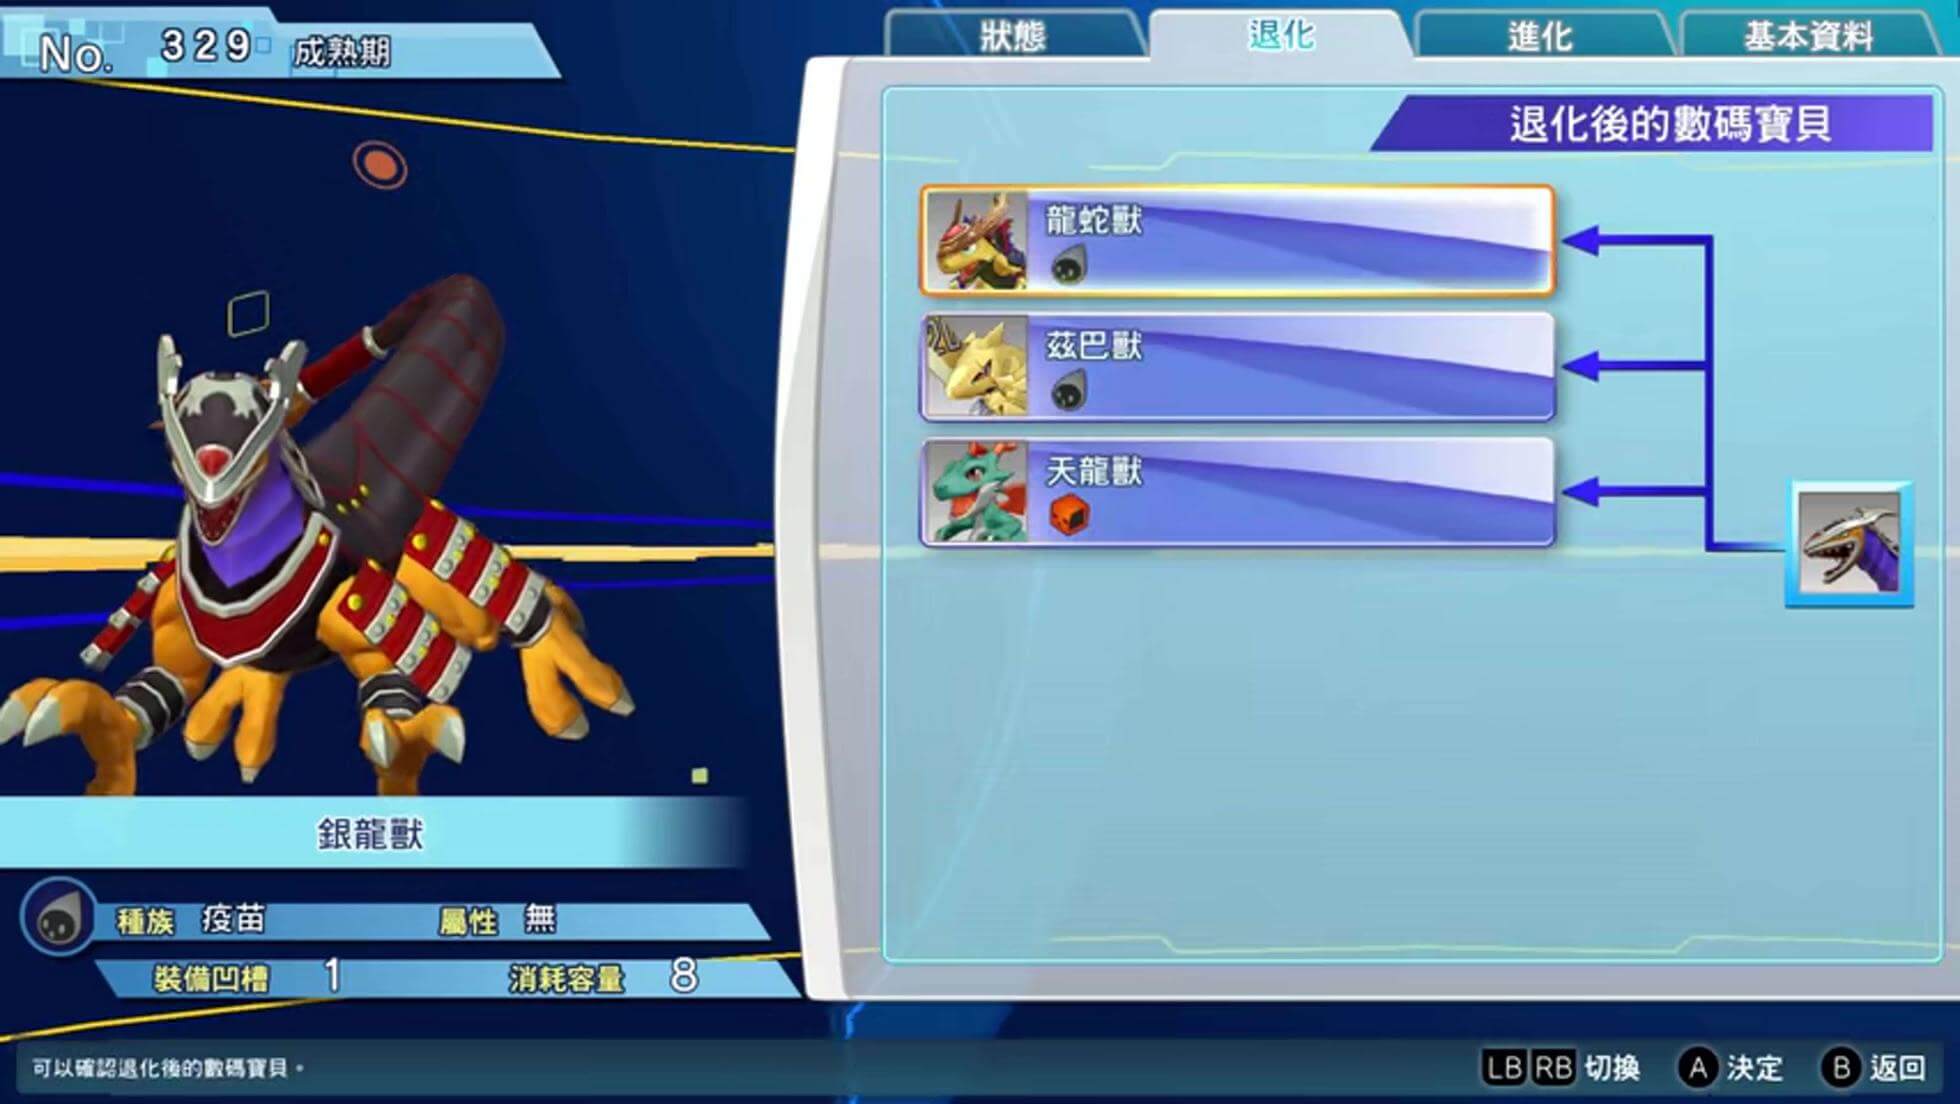 No. 329 成熟期
狀態 退化 進化 基本資料
退化後的數碼寶貝
龍蛇獸
茲巴獸
天龍獸
銀龍獸
種族 疫苗 屬性 無
裝備凹槽 1 消耗容量 8
可以確認退化後的數碼寶貝。
LB RB 切換 A 決定 B 返回